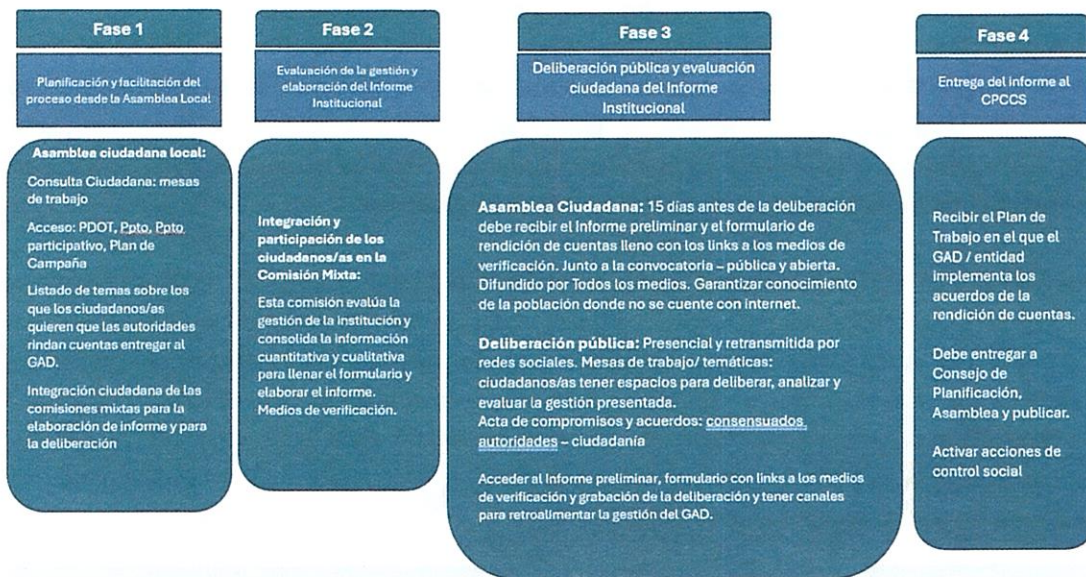 Fase 1
Planificación y facilitación del
proceso desde la Asamblea Local
Asamblea ciudadana local:
Consulta Ciudadana: mesas
de trabajo
Acceso: PDOT, Ppto, Ppto
participativo, Plan de
Campaña
Listado de temas sobre los
que los ciudadanos/as
quieren que las autoridades
rindan cuentas entregar al
GAD.
Integración ciudadana de las
comisiones mixtas para la
elaboración de informe y para
la deliberación
Fase 2
Evaluación de la gestión y
elaboración del Informe
Institucional
Integración y
participación de los
ciudadanos/as en la
Comisión Mixta:
Esta comisión evalúa la
gestión de la institución y
consolida la información
cuantitativa y cualitativa
para llenar el formulario y
elaborar el informe.
Medios de verificación.
Fase 3
Deliberación pública y evaluación
ciudadana del Informe
Institucional
Asamblea Ciudadana: 15 días antes de la deliberación
debe recibir el Informe preliminar y el formulario de
rendición de cuentas lleno con los links a los medios de
verificación. Junto a la convocatoria – pública y abierta.
Difundido por Todos los medios. Garantizar conocimiento
de la población donde no se cuente con internet.
Deliberación pública: Presencial y retransmitida por
redes sociales. Mesas de trabajo/ temáticas:
ciudadanos/as tener espacios para deliberar, analizar y
evaluar la gestión presentada.
Acta de compromisos y acuerdos: consensuados
autoridades – ciudadanía
Acceder al Informe preliminar, formulario con links a los medios
de verificación y grabación de la deliberación y tener canales
para retroalimentar la gestión del GAD.
Fase 4
Entrega del informe al
CPCCS
Recibir el Plan de
Trabajo en el que el
GAD / entidad
implementa los
acuerdos de la
rendición de cuentas.
Debe entregar a
Consejo de
Planificación,
Asamblea y publicar.
Activar acciones de
control social